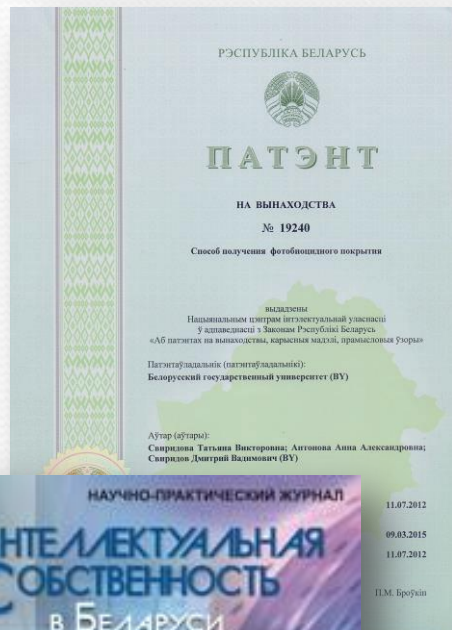 РЭСПУБЛІКА БЕЛАРУСЬ
ПАТЭНТ
НА ВЫНАХОДСТВА
№ 19240
Способ получения фотобиоцидного покрытия
выдадзены
Нацыянальным цэнтрам інтэлектуальнай уласнасці
ў адпаведнасці з Законам Рэспублікі Беларусь
«Аб патэнтах на вынаходствы, карысныя мадэлі, прамысловыя ўзоры»
Патэнтаўладальнік (патэнтаўладальнікі):
Белорусский государственный университет (BY)
Аўтар (аўтары):
Свиридова Татьяна Викторовна; Антонова Анна Александровна;
Свиридов Дмитрий Вадимович (BY)
11.07.2012
09.03.2015
11.07.2012
П.М. Броўкін
НАУЧНО-ПРАКТИЧЕСКИЙ ЖУРНАЛ
НТЕЛЛЕКТУАЛЬНАЯ
СОБСТВЕННОСТЬ
в БЕЛАРУСИ